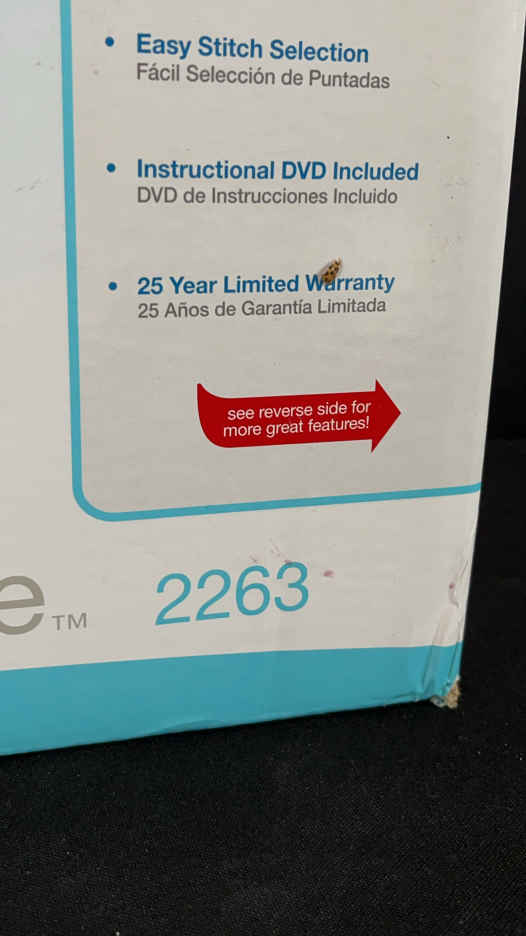 Easy Stitch Selection
Fácil Selección de Puntadas
Instructional DVD Included
DVD de Instrucciones Incluido
25 Year Limited Warranty
25 Años de Garantía Limitada
see reverse side for
more great features!
e™ 2263